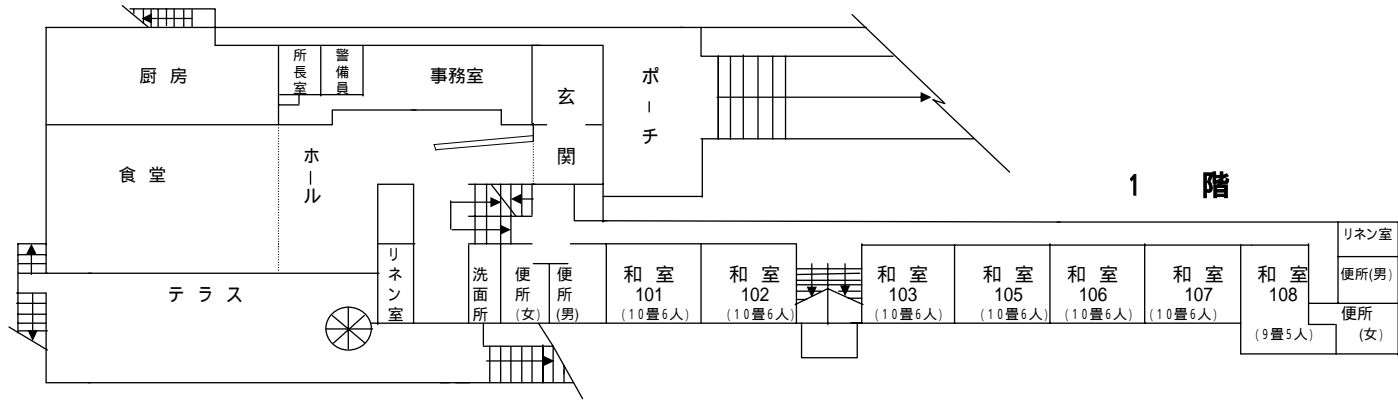 厨 房
所長室
警備員
事務室
玄関
ポーチ
食 堂
ホール
1 階
リネン室
テ ラ ス
リネン室
洗面所
便所(女)
便所(男)
和 室
101
(10畳6人)
和 室
102
(10畳6人)
和 室
103
(10畳6人)
和 室
105
(10畳6人)
和 室
106
(10畳6人)
和 室
107
(10畳6人)
和 室
108
(9畳5人)
便所(男)
便所
(女)